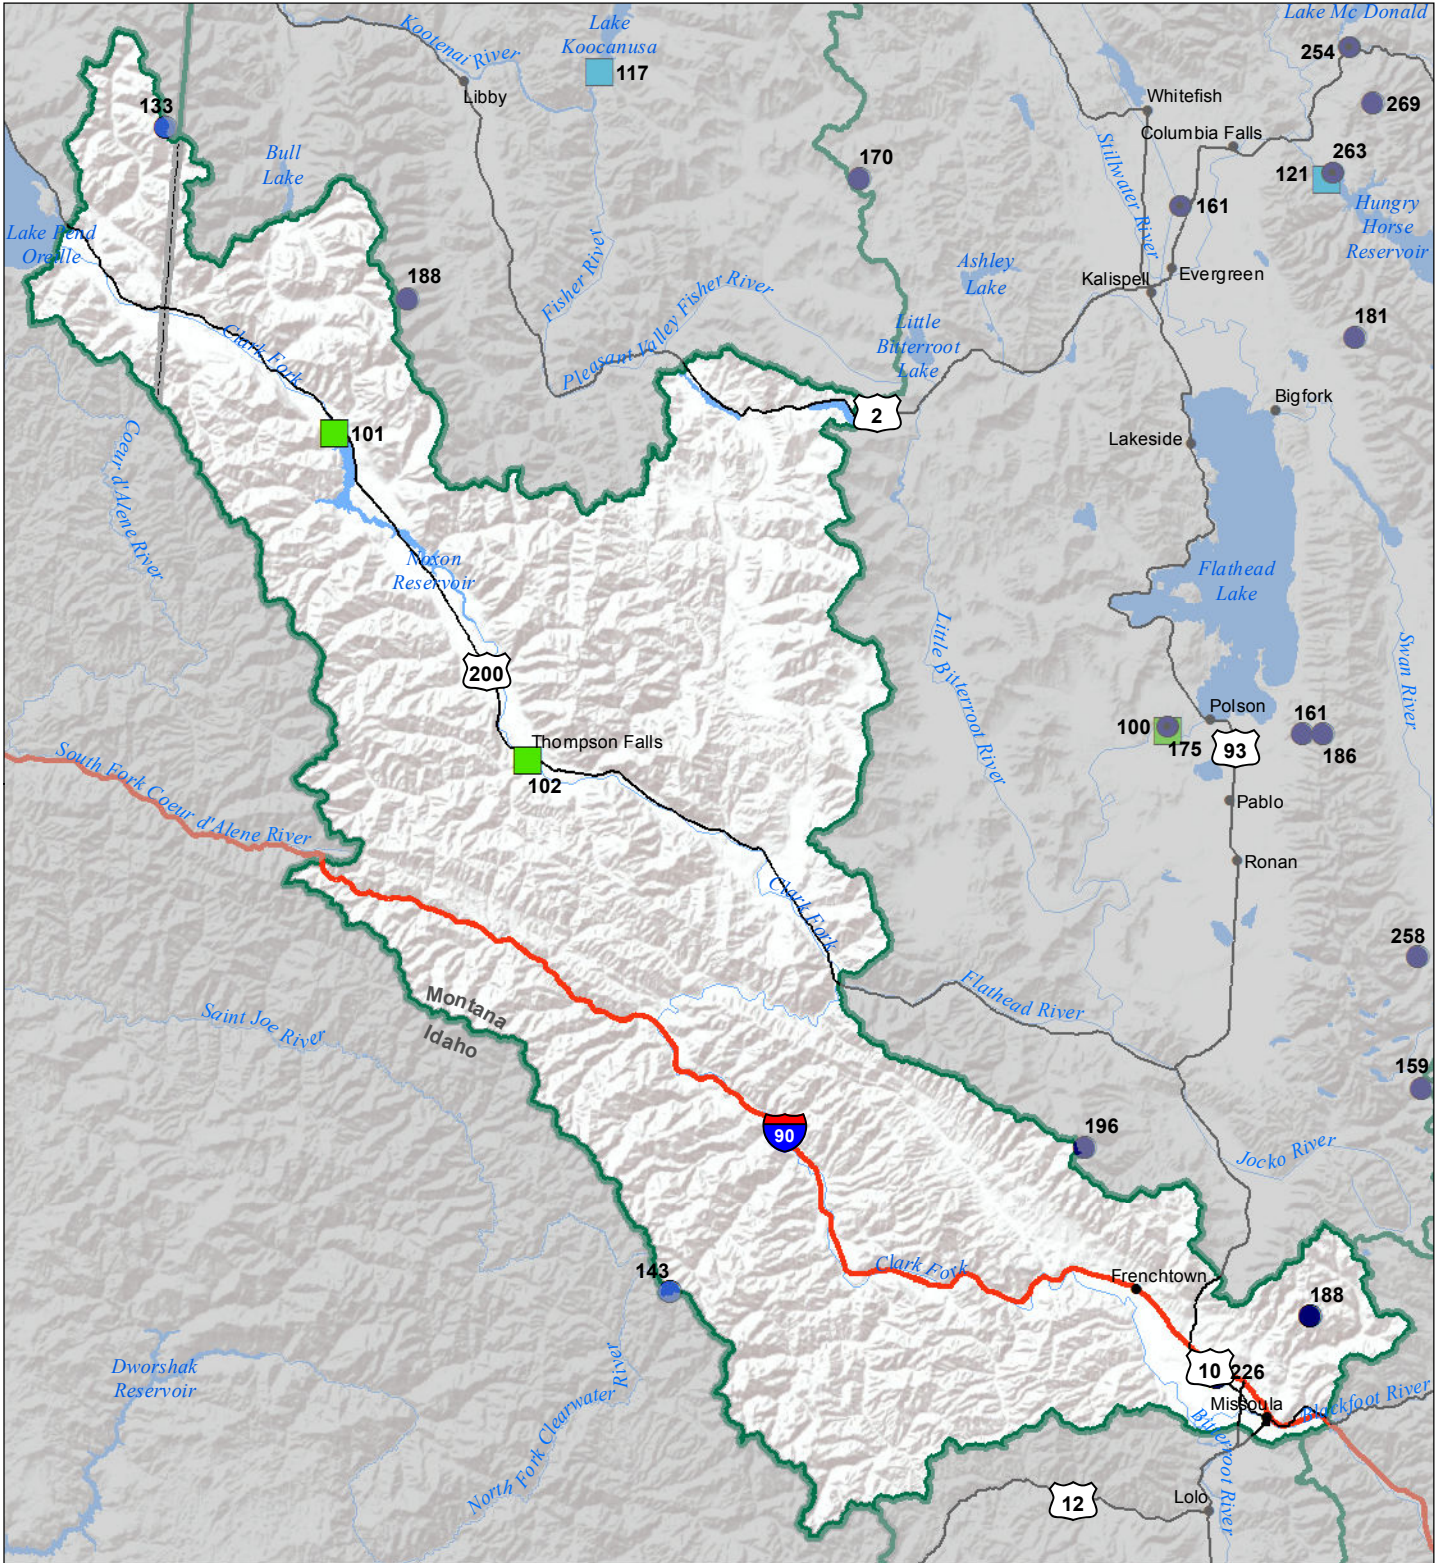 Lake Mc Donald
254
Kootenai River
Lake
Koocanusa
117
Libby
269
Whitefish
Columbia Falls
133
Bull
Lake
170
Stillwater River
263
121
161
Hungry
Horse
Reservoir
Lake Pend
Oreille
188
Fisher River
Ashley
Lake
Evergreen
Kalispell
Pleasant Valley Fisher River
Little
Bitterroot
Lake
181
Clark Fork
2
Bigfork
101
Lakeside
Coeur d'Alene River
Noxon
Reservoir
Flathead
Lake
200
Little Bitterroot River
Swan River
Thompson Falls
102
100
175
Polson
93
161
186
South Fork Coeur d'Alene River
Pablo
Ronan
Clark Fork
258
Montana
Idaho
Saint Joe River
Flathead River
159
90
196
Jocko River
143
Clark Fork
Frenchtown
188
Dworshak
Reservoir
10
226
Missoula
Blackfoot River
North Fork Clearwater River
Bitterroot River
12
Lolo